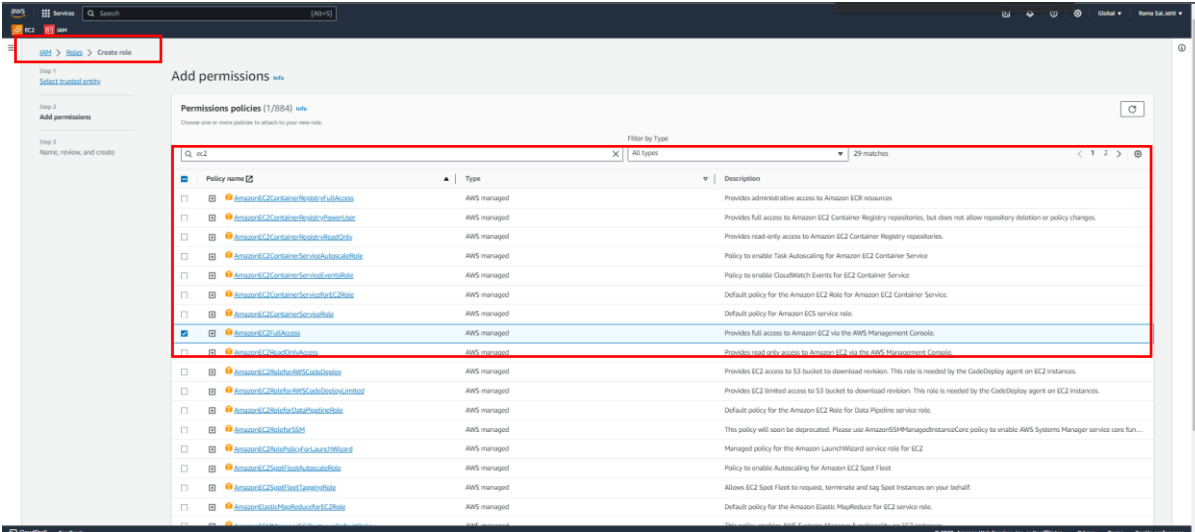 aws
Services
Search
[Alt+S]
Global
Rama Sai Jetti
EC2
IAM
IAM > Roles > Create role
Step 1
Select trusted entity
Step 2
Add permissions
Step 3
Name, review, and create
Add permissions Info
Permissions policies (1/884) Info
Choose one or more policies to attach to your new role.
Filter by Type
ec2
All types
29 matches
1 2
Policy name
Type
Description
AmazonEC2ContainerRegistryFullAccess AWS managed Provides administrative access to Amazon ECR resources
AmazonEC2ContainerRegistryPowerUser AWS managed Provides full access to Amazon EC2 Container Registry repositories, but does not allow repository deletion or policy changes.
AmazonEC2ContainerRegistryReadOnly AWS managed Provides read-only access to Amazon EC2 Container Registry repositories.
AmazonEC2ContainerServiceAutoscaleRole AWS managed Policy to enable Task Autoscaling for Amazon EC2 Container Service
AmazonEC2ContainerServiceEventsRole AWS managed Policy to enable CloudWatch Events for EC2 Container Service
AmazonEC2ContainerServiceforEC2Role AWS managed Default policy for the Amazon EC2 Role for Amazon EC2 Container Service.
AmazonEC2ContainerServiceRole AWS managed Default policy for Amazon ECS service role.
AmazonEC2FullAccess AWS managed Provides full access to Amazon EC2 via the AWS Management Console.
AmazonEC2ReadOnlyAccess AWS managed Provides read only access to Amazon EC2 via the AWS Management Console.
AmazonEC2RoleforAWSCodeDeploy AWS managed Provides EC2 access to S3 bucket to download revision. This role is needed by the CodeDeploy agent on EC2 instances.
AmazonEC2RoleforAWSCodeDeployLimited AWS managed Provides EC2 limited access to S3 bucket to download revision. This role is needed by the CodeDeploy agent on EC2 instances.
AmazonEC2RoleforDataPipelineRole AWS managed Default policy for the Amazon EC2 Role for Data Pipeline service role.
AmazonEC2RoleforSSM AWS managed This policy will soon be deprecated. Please use AmazonSSMManagedInstanceCore policy to enable AWS Systems Manager service core fun...
AmazonEC2RolePolicyForLaunchWizard AWS managed Managed policy for the Amazon LaunchWizard service role for EC2
AmazonEC2SpotFleetAutoscaleRole AWS managed Policy to enable Autoscaling for Amazon EC2 Spot Fleet
AmazonEC2SpotFleetTaggingRole AWS managed Allows EC2 Spot Fleet to request, terminate and tag Spot Instances on your behalf.
AmazonElasticMapReduceforEC2Role AWS managed Default policy for the Amazon Elastic MapReduce for EC2 service role.